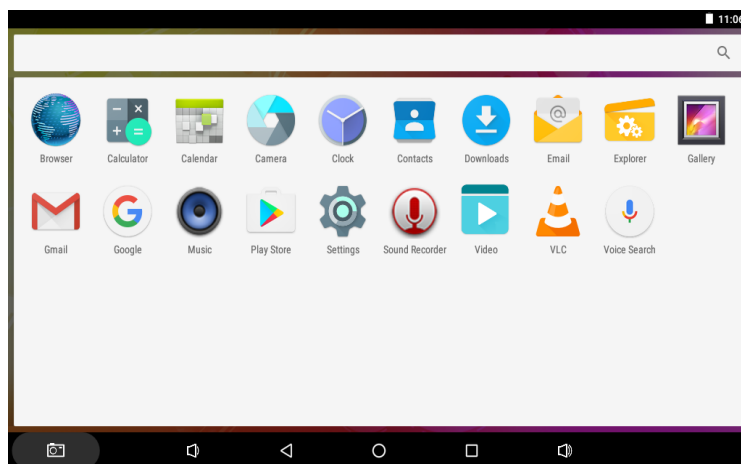 11:06
Browser Calculator Calendar Camera Clock Contacts Downloads Email Explorer Gallery
Gmail Google Music Play Store Settings Sound Recorder Video VLC Voice Search